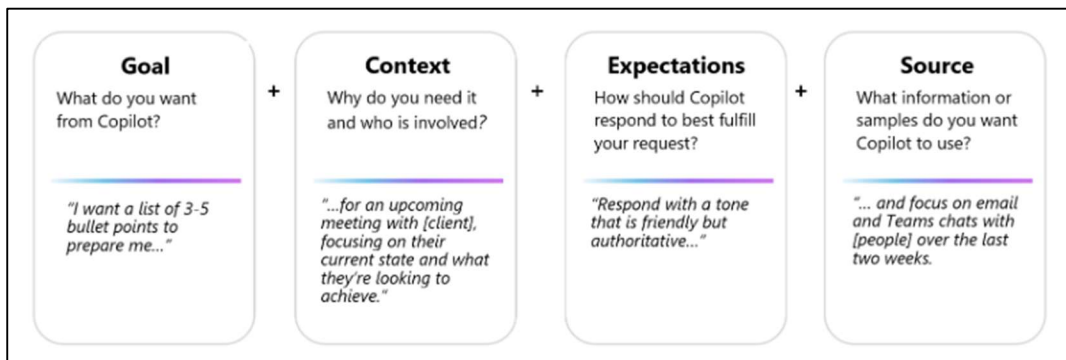 Goal
What do you want
from Copilot?
"I want a list of 3-5
bullet points to
prepare me..."
+
Context
Why do you need it
and who is involved?
"...for an upcoming
meeting with [client],
focusing on their
current state and what
they're looking to
achieve."
+
Expectations
How should Copilot
respond to best fulfill
your request?
"Respond with a tone
that is friendly but
authoritative..."
+
Source
What information or
samples do you want
Copilot to use?
"... and focus on email
and Teams chats with
[people] over the last
two weeks.